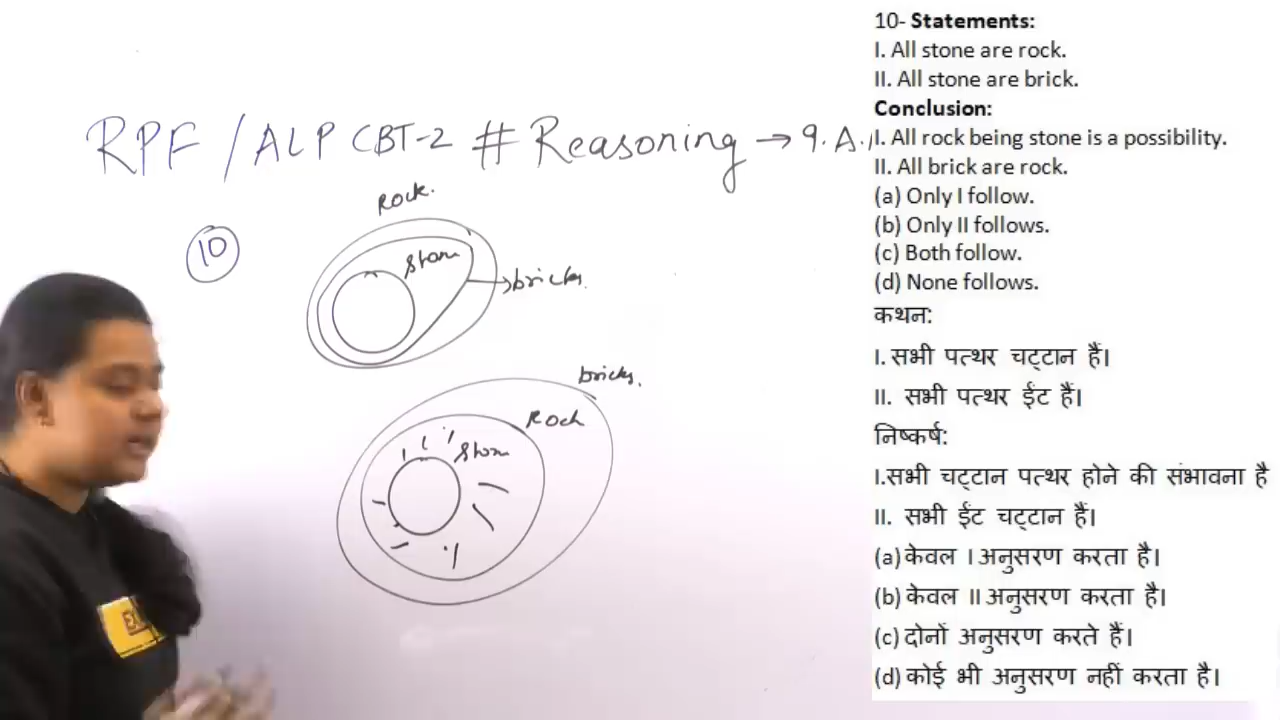 RPF / ALP CBT-2 # Reasoning → 9.A.
10
Rock.
Stone
bricks.
bricks.
Rock
Stone
10- Statements:
I. All stone are rock.
II. All stone are brick.
Conclusion:
I. All rock being stone is a possibility.
II. All brick are rock.
(a) Only I follow.
(b) Only II follows.
(c) Both follow.
(d) None follows.
कथन:
I. सभी पत्थर चट्टान हैं।
II. सभी पत्थर ईंट हैं।
निष्कर्ष:
I.सभी चट्टान पत्थर होने की संभावना है
II. सभी ईंट चट्टान हैं।
(a) केवल I अनुसरण करता है।
(b) केवल II अनुसरण करता है।
(c) दोनों अनुसरण करते हैं।
(d) कोई भी अनुसरण नहीं करता है।